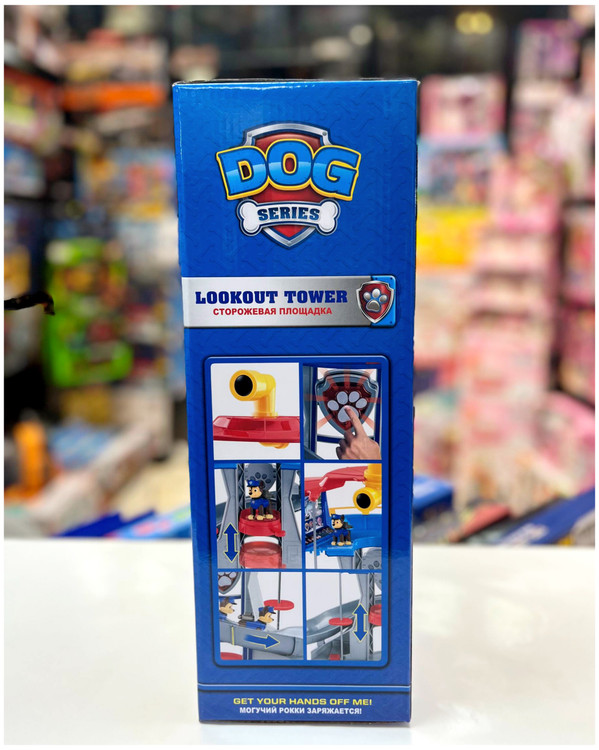 DOG
SERIES
LOOKOUT TOWER
СТОРОЖЕВАЯ ПЛОЩАДКА
GET YOUR HANDS OFF ME!
МОГУЧИЙ РОККИ ЗАРЯЖАЕТСЯ!